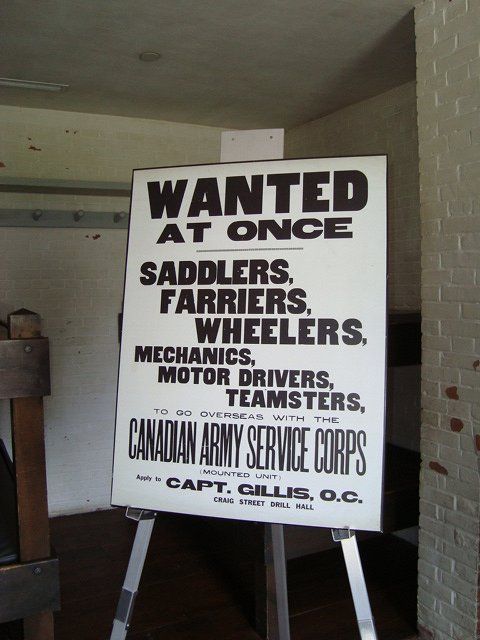 WANTED
AT ONCE
SADDLERS,
FARRIERS,
WHEELERS,
MECHANICS,
MOTOR DRIVERS,
TEAMSTERS,
TO GO OVERSEAS WITH THE
CANADIAN ARMY SERVICE CORPS
(MOUNTED UNIT)
Apply to CAPT. GILLIS, O.C.
CRAIG STREET DRILL HALL